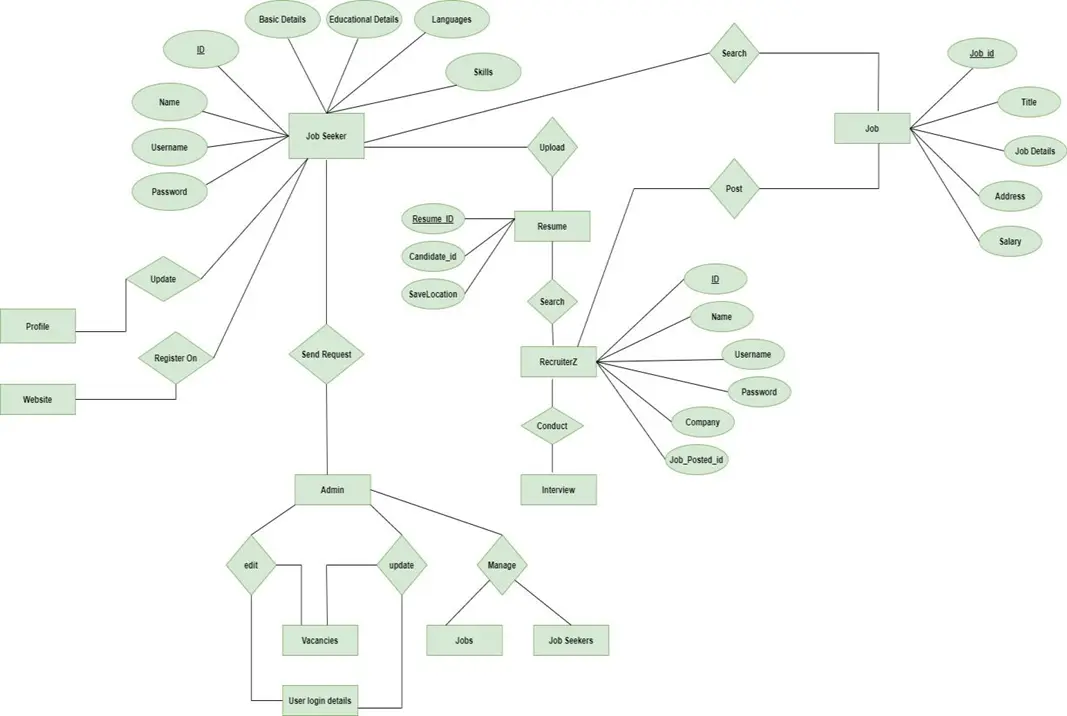 Basic Details
Educational Details
Languages
ID
Skills
Search
Job_id
Name
Title
Job Seeker
Job
Username
Upload
Job Details
Password
Post
Address
Resume_ID
Resume
Salary
Candidate_id
Update
ID
SaveLocation
Search
Name
Profile
Register On
Send Request
RecruiterZ
Username
Website
Password
Conduct
Company
Job_Posted_id
Admin
Interview
edit
update
Manage
Vacancies
Jobs
Job Seekers
User login details